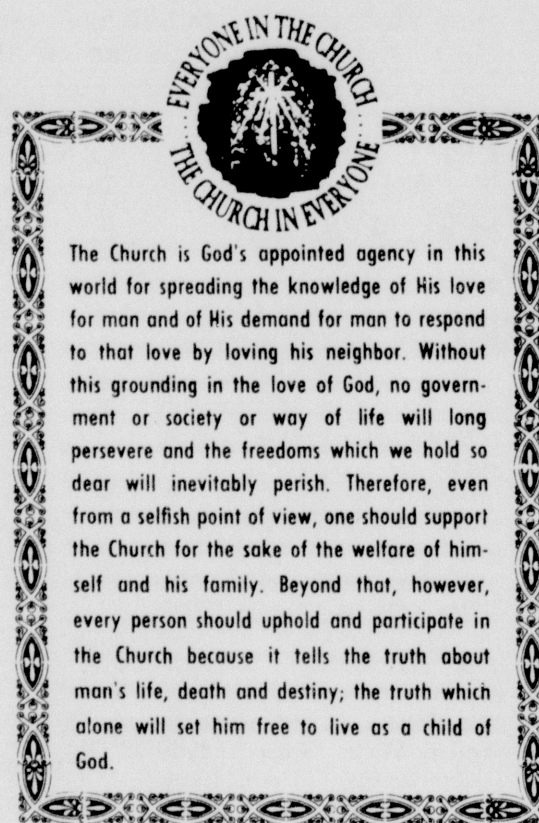 EVERYONE IN THE CHURCH
THE CHURCH IN EVERYONE
The Church is God's appointed agency in this
world for spreading the knowledge of His love
for man and of His demand for man to respond
to that love by loving his neighbor. Without
this grounding in the love of God, no govern-
ment or society or way of life will long
persevere and the freedoms which we hold so
dear will inevitably perish. Therefore, even
from a selfish point of view, one should support
the Church for the sake of the welfare of him-
self and his family. Beyond that, however,
every person should uphold and participate in
the Church because it tells the truth about
man's life, death and destiny; the truth which
alone will set him free to live as a child of
God.